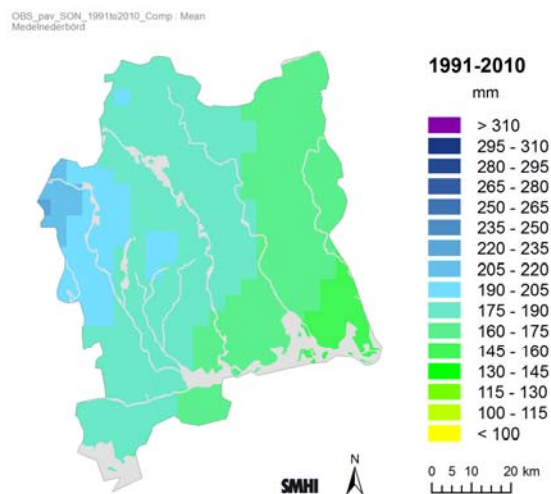 OBS_pav_SON_1991to2010_Comp : Mean
Medelnederbörd
1991-2010
mm
> 310
295 - 310
280 - 295
265 - 280
250 - 265
235 - 250
220 - 235
205 - 220
190 - 205
175 - 190
160 - 175
145 - 160
130 - 145
115 - 130
100 - 115
< 100
N
SMHI
0 5 10 20 km